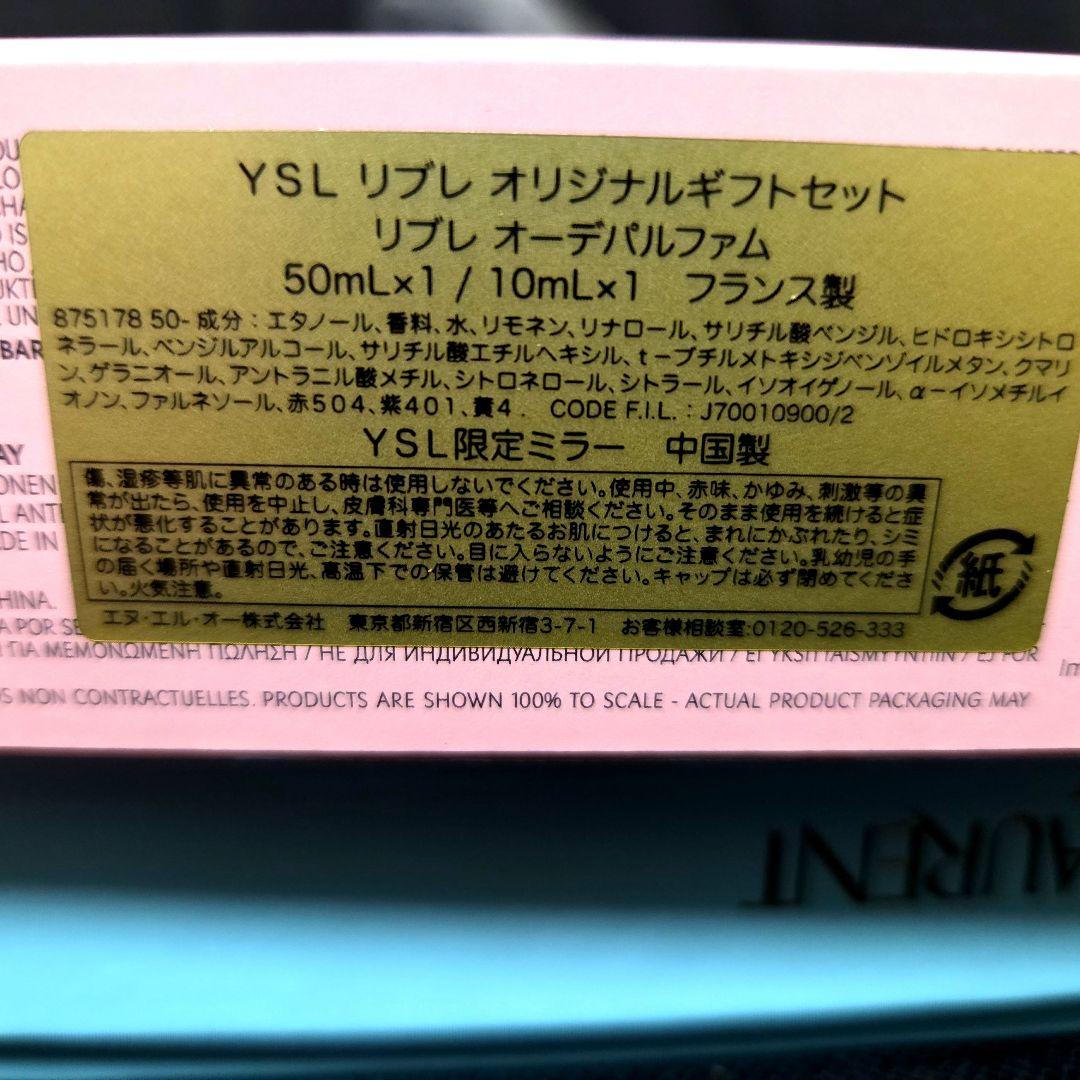 YSL リブレ オリジナルギフトセット
リブレ オーデパルファム
50mL×1 / 10mL×1 フランス製
875178 50- 成分：エタノール、香料、水、リモネン、リナロール、サリチル酸ベンジル、ヒドロキシシトロ
ネラール、ベンジルアルコール、サリチル酸エチルヘキシル、t－ブチルメトキシジベンゾイルメタン、クマリ
ン、ゲラニオール、アントラニル酸メチル、シトロネロール、シトラール、イソオイゲノール、α－イソメチルイ
オノン、ファルネソール、赤504、紫401、黄4． CODE F.I.L.：J70010900/2
YSL限定ミラー 中国製
傷、湿疹等肌に異常のある時は使用しないでください。使用中、赤味、かゆみ、刺激等の異
常が出たら、使用を中止し、皮膚科専門医等へご相談ください。そのまま使用を続けると症
状が悪化することがあります。直射日光のあたるお肌につけると、まれにかぶれたり、シミ
になることがあるので、ご注意ください。目に入らないようにご注意ください。乳幼児の手
の届く場所や直射日光、高温下での保管は避けてください。キャップは必ず閉めてくださ
い。火気注意。
紙
エヌ・エル・オー株式会社 東京都新宿区西新宿3-7-1 お客様相談室:0120-526-333
HINA.
A POR SE
ΓΙΑ ΜΕΜΟΝΩΜΕΝΗ ΠΩΛΗΣΗ / НЕ ДЛЯ ИНДИВИДУАЛЬНОЙ ПРОДАЖИ / EI YKSITTÄISMYYNTIIN / EJ FÖR
NON CONTRACTUELLES. PRODUCTS ARE SHOWN 100% TO SCALE - ACTUAL PRODUCT PACKAGING MAY
AURENT